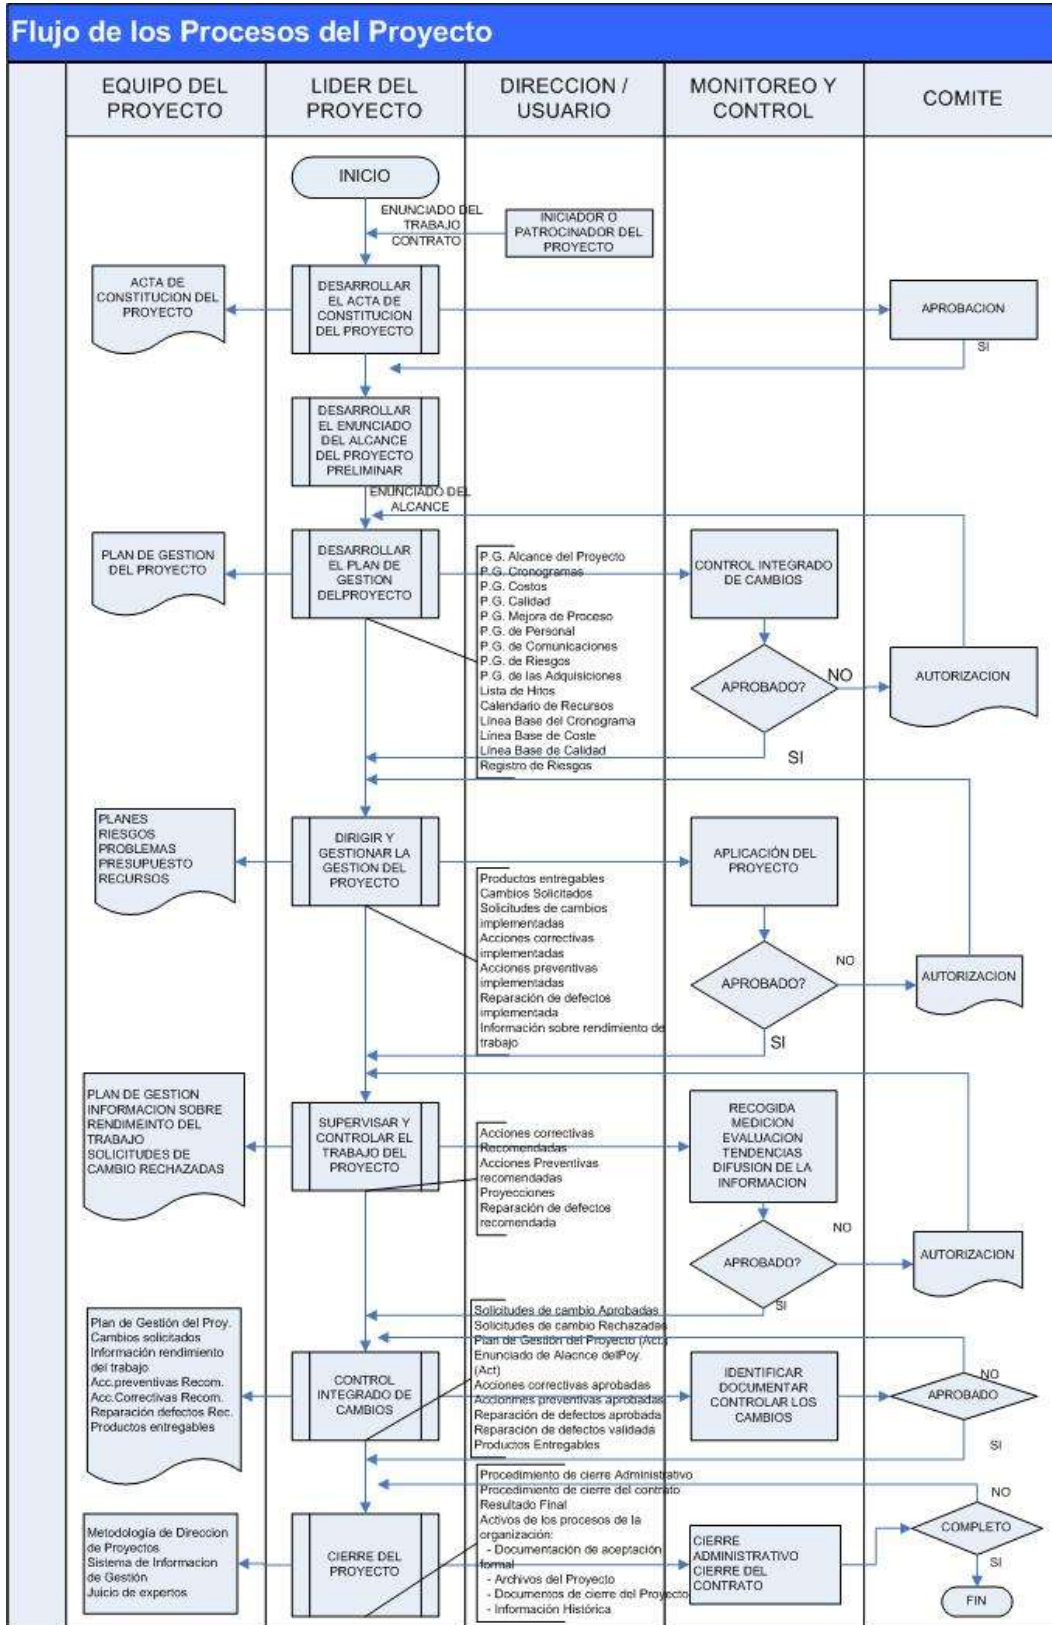 Flujo de los Procesos del Proyecto
EQUIPO DEL
PROYECTO
LIDER DEL
PROYECTO
DIRECCION /
USUARIO
MONITOREO Y
CONTROL
COMITE
INICIO
ENUNCIADO DEL
TRABAJO
CONTRATO
INICIADOR O
PATROCINADOR DEL
PROYECTO
ACTA DE
CONSTITUCION DEL
PROYECTO
DESARROLLAR
EL ACTA DE
CONSTITUCION
DEL PROYECTO
APROBACION
SI
DESARROLLAR
EL ENUNCIADO
DEL ALCANCE
DEL PROYECTO
PRELIMINAR
ENUNCIADO DEL
ALCANCE
PLAN DE GESTION
DEL PROYECTO
DESARROLLAR
EL PLAN DE
GESTION
DELPROYECTO
P.G. Alcance del Proyecto
P.G. Cronogramas
P.G. Costos
P.G. Calidad
P.G. Mejora de Proceso
P.G. de Personal
P.G. de Comunicaciones
P.G. de Riesgos
P.G. de las Adquisiciones
Lista de Hitos
Calendario de Recursos
Línea Base del Cronograma
Línea Base de Coste
Línea Base de Calidad
Registro de Riesgos
CONTROL INTEGRADO
DE CAMBIOS
APROBADO?
NO
AUTORIZACION
SI
PLANES
RIESGOS
PROBLEMAS
PRESUPUESTO
RECURSOS
DIRIGIR Y
GESTIONAR LA
GESTION DEL
PROYECTO
Productos entregables
Cambios Solicitados
Solicitudes de cambios
implementadas
Acciones correctivas
implementadas
Acciones preventivas
implementadas
Reparación de defectos
implementada
Información sobre rendimiento de
trabajo
APLICACIÓN DEL
PROYECTO
APROBADO?
NO
AUTORIZACION
SI
PLAN DE GESTION
INFORMACION SOBRE
RENDIMEINTO DEL
TRABAJO
SOLICITUDES DE
CAMBIO RECHAZADAS
SUPERVISAR Y
CONTROLAR EL
TRABAJO DEL
PROYECTO
Acciones correctivas
Recomendadas
Acciones Preventivas
recomendadas
Proyecciones
Reparación de defectos
recomendada
RECOGIDA
MEDICION
EVALUACION
TENDENCIAS
DIFUSION DE LA
INFORMACION
APROBADO?
NO
AUTORIZACION
SI
Plan de Gestión del Proy.
Cambios solicitados
Información rendimiento
del trabajo
Acc.preventivas Recom.
Acc.Correctivas Recom.
Reparación defectos Rec.
Productos entregables
CONTROL
INTEGRADO DE
CAMBIOS
Solicitudes de cambio Aprobadas
Solicitudes de cambio Rechazadas
Plan de Gestión del Proyecto (Act.)
Enunciado de Alacnce delPoy.
(Act)
Acciones correctivas aprobadas
Accionmes preventivas aprobadas
Reparación de defectos aprobada
Reparación de defectos validada
Productos Entregables
IDENTIFICAR
DOCUMENTAR
CONTROLAR LOS
CAMBIOS
NO
APROBADO
SI
Metodología de Direccion
de Proyectos
Sistema de Informacion
de Gestión
Juicio de expertos
CIERRE DEL
PROYECTO
Procedimiento de cierre Administrativo
Procedimiento de cierre del contrato
Resultado Final
Activos de los procesos de la
organización:
- Documentación de aceptación
formal
- Archivos del Proyecto
- Documentos de cierre del Proyecto
- Información Histórica
CIERRE
ADMINISTRATIVO
CIERRE DEL
CONTRATO
NO
COMPLETO
SI
FIN